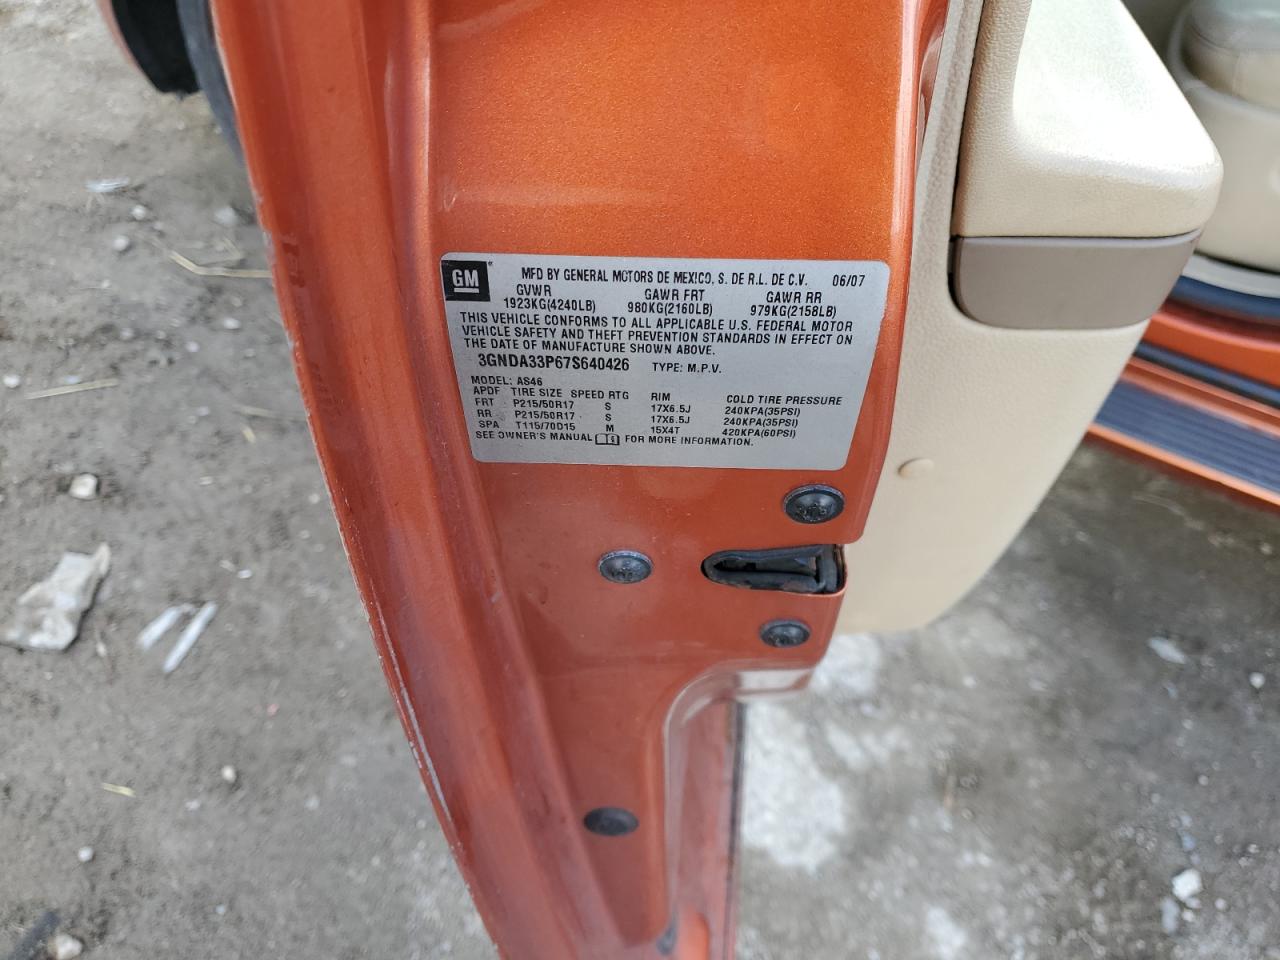 GM MFD BY GENERAL MOTORS DE MEXICO, S. DE R.L. DE C.V. 06/07
GVWR GAWR FRT GAWR RR
1923KG(4240LB) 980KG(2160LB) 979KG(2158LB)
THIS VEHICLE CONFORMS TO ALL APPLICABLE U.S. FEDERAL MOTOR
VEHICLE SAFETY AND THEFT PREVENTION STANDARDS IN EFFECT ON
THE DATE OF MANUFACTURE SHOWN ABOVE.
3GNDA33P67S640426 TYPE: M.P.V.
MODEL: AS46
APDF TIRE SIZE SPEED RTG RIM COLD TIRE PRESSURE
FRT P215/50R17 S 17X6.5J 240KPA(35PSI)
RR P215/50R17 S 17X6.5J 240KPA(35PSI)
SPA T115/70D15 M 15X4T 420KPA(60PSI)
SEE OWNER'S MANUAL FOR MORE INFORMATION.